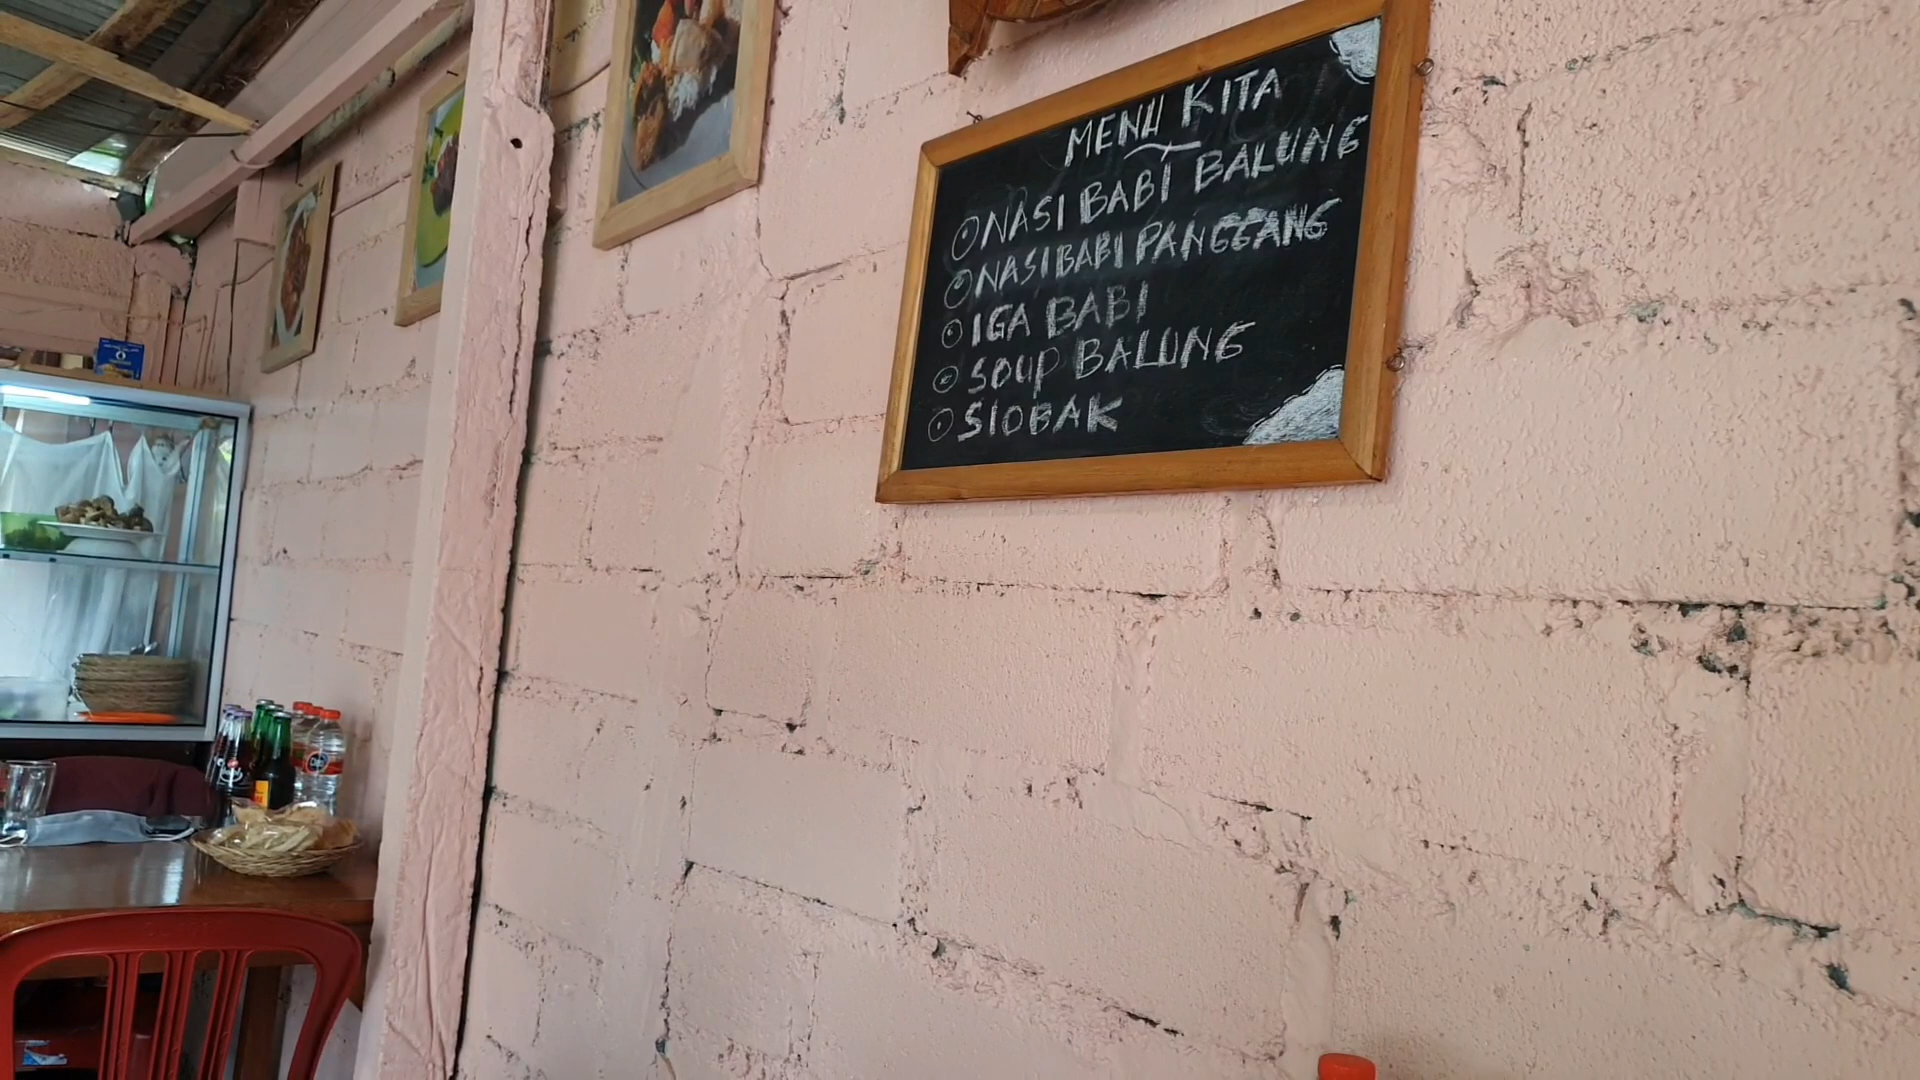 MENU KITA
NASI BABI BALUNG
NASI BABI PANGGANG
IGA BABI
SOUP BALUNG
SIOBAK